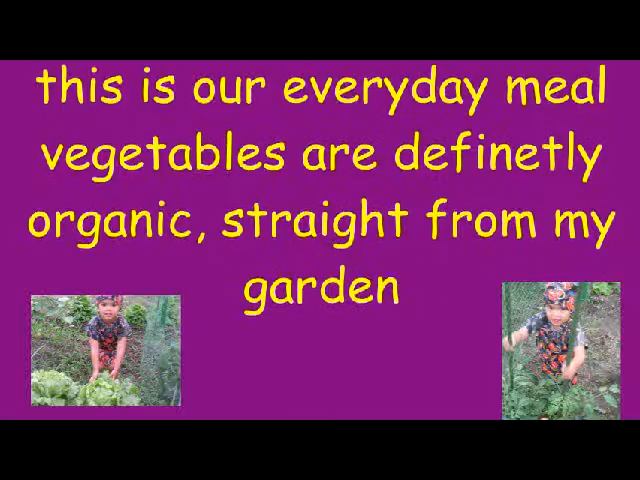 this is our everyday meal
vegetables are definetly
organic, straight from my
garden